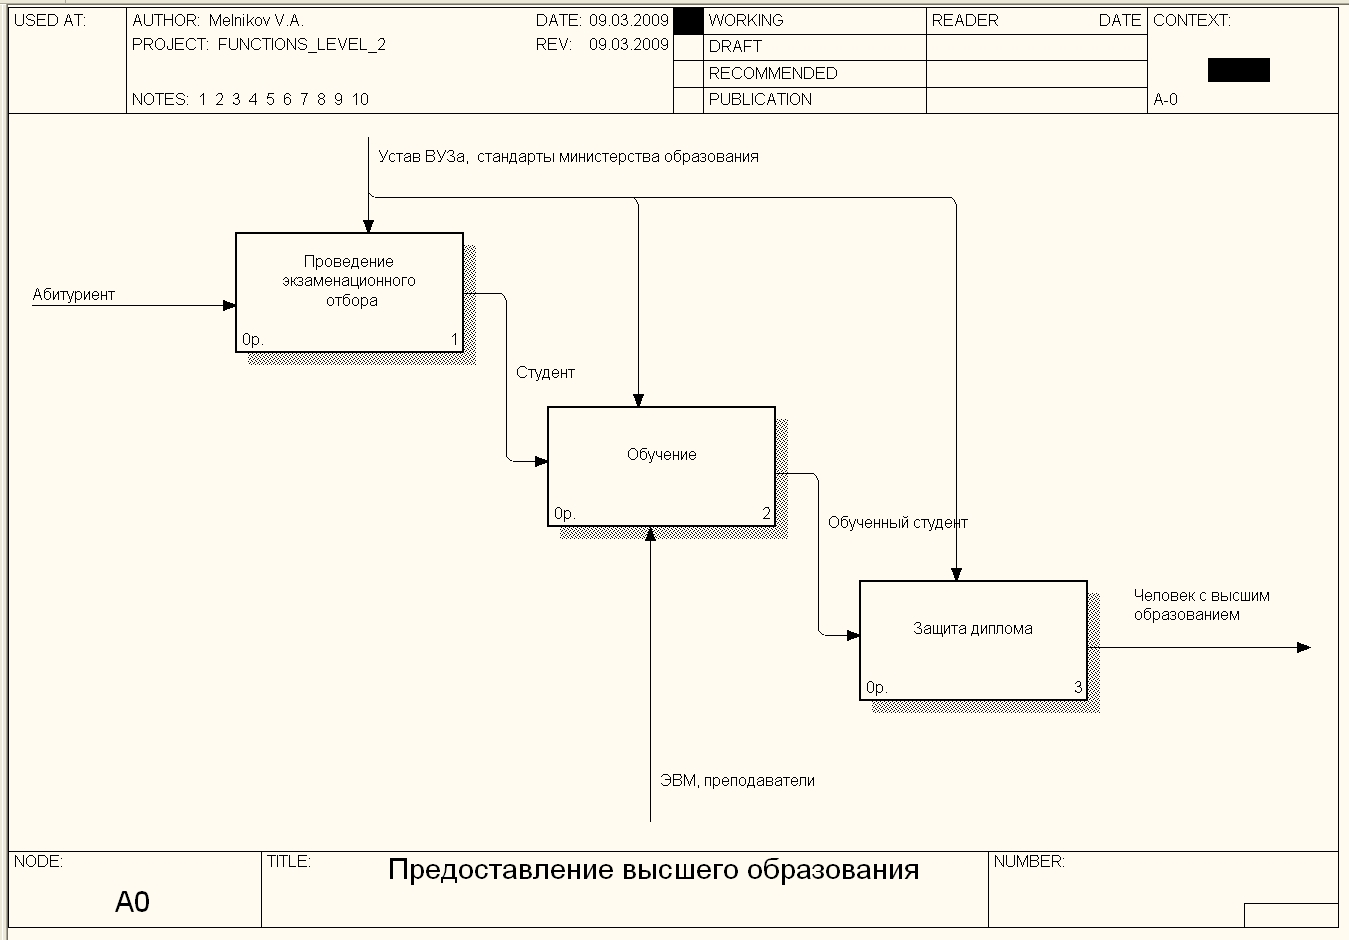 USED AT:
AUTHOR: Melnikov V.A.
DATE: 09.03.2009
PROJECT: FUNCTIONS_LEVEL_2
REV: 09.03.2009
NOTES: 1 2 3 4 5 6 7 8 9 10
WORKING
DRAFT
RECOMMENDED
PUBLICATION
READER DATE
CONTEXT:
A-0
Устав ВУЗа, стандарты министерства образования
Абитуриент
Проведение
экзаменационного
отбора
0р. 1
Студент
Обучение
0р. 2
Обученный студент
Защита диплома
0р. 3
Человек с высшим
образованием
ЭВМ, преподаватели
NODE:
A0
TITLE:
Предоставление высшего образования
NUMBER: